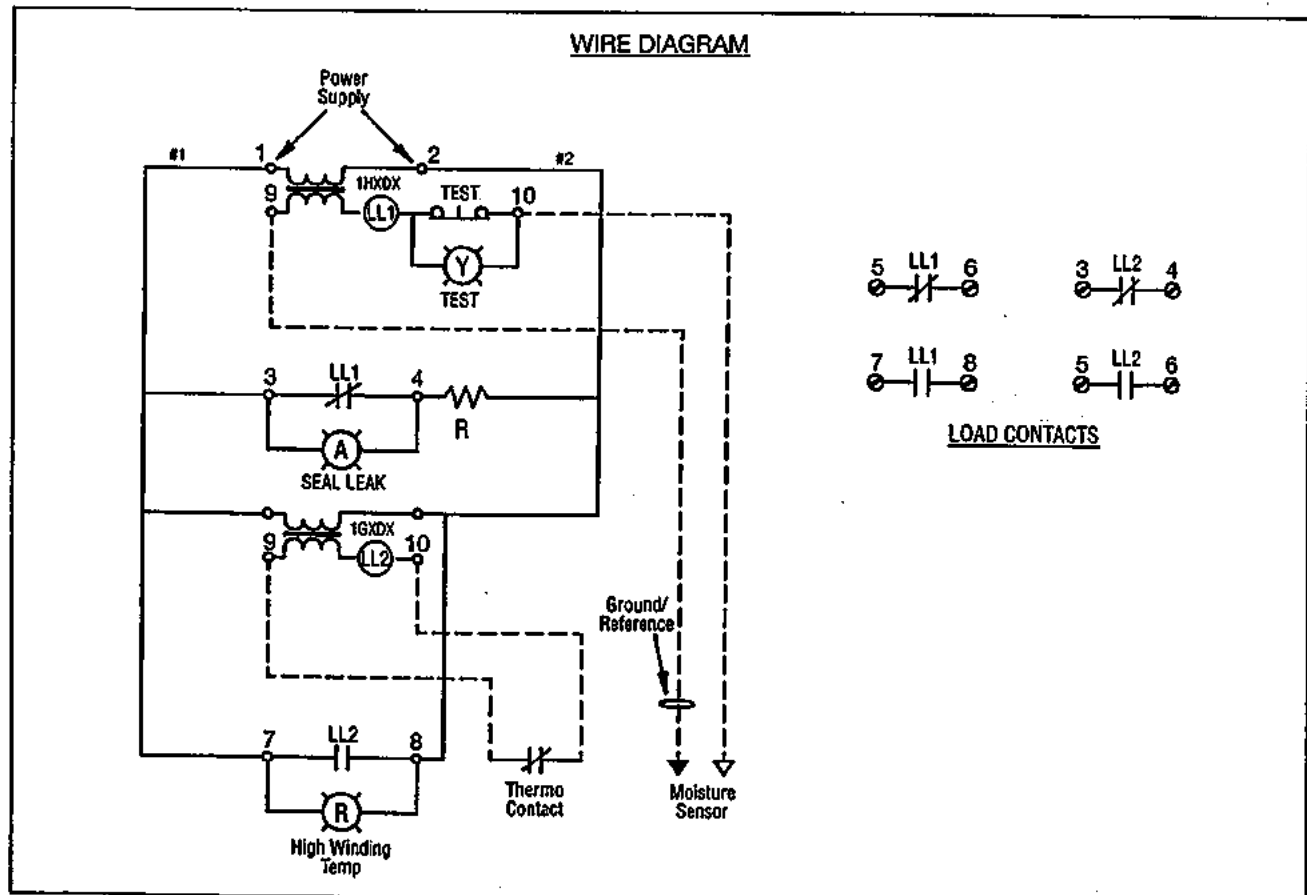 WIRE DIAGRAM
Power
Supply
#1
1
2
#2
9
1HXDX
LL1
TEST
10
Y
TEST
5
LL1
6
3
LL2
4
3
LL1
4
R
7
LL1
8
5
LL2
6
A
SEAL LEAK
LOAD CONTACTS
9
1GXDX
LL2
10
Ground/
Reference
7
LL2
8
R
High Winding
Temp
Thermo
Contact
Moisture
Sensor